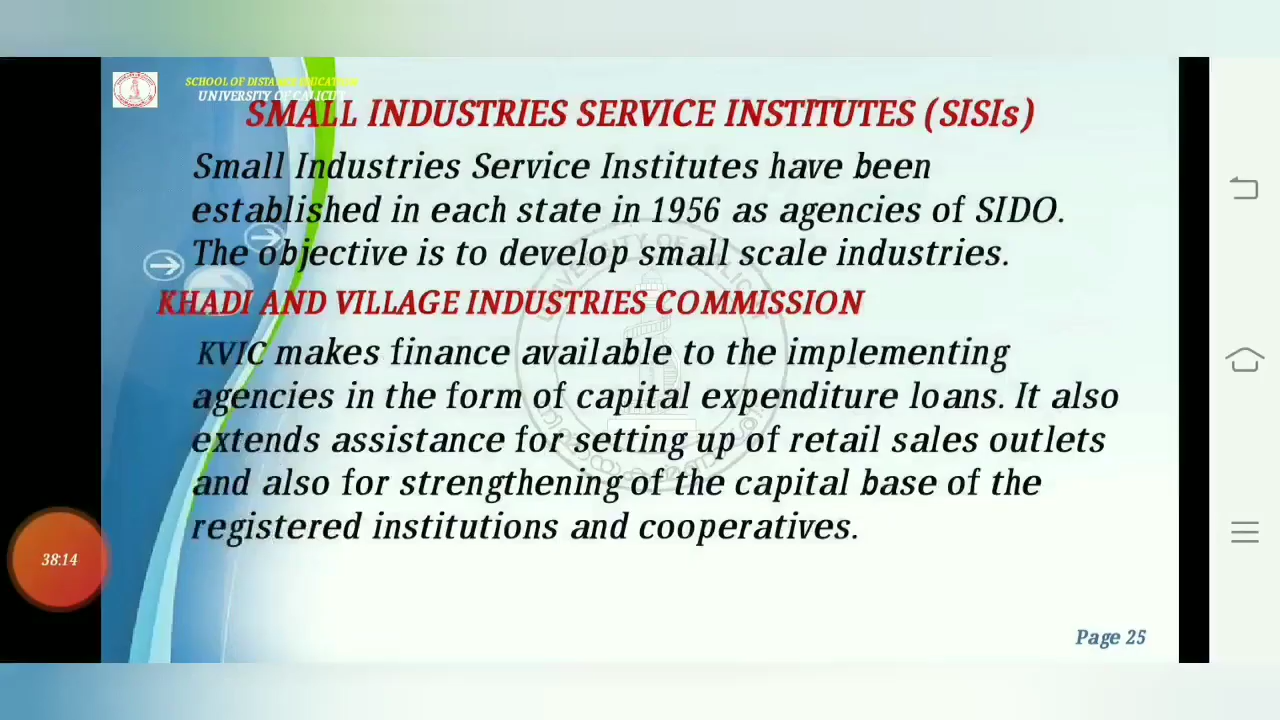 SCHOOL OF DISTANCE EDUCATION
UNIVERSITY OF CALICUT
SMALL INDUSTRIES SERVICE INSTITUTES (SISIs)
Small Industries Service Institutes have been
established in each state in 1956 as agencies of SIDO.
The objective is to develop small scale industries.
KHADI AND VILLAGE INDUSTRIES COMMISSION
KVIC makes finance available to the implementing
agencies in the form of capital expenditure loans. It also
extends assistance for setting up of retail sales outlets
and also for strengthening of the capital base of the
registered institutions and cooperatives.
38:14
Page 25
UNIVERSITY OF CALICUT